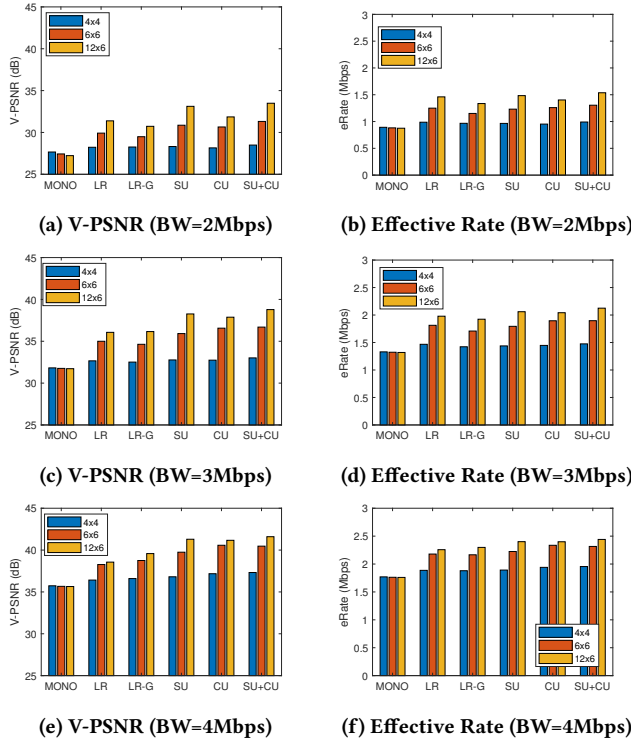 45
40
35
30
25
V-PSNR (dB)
4x4
6x6
12x6
MONO LR LR-G SU CU SU+CU
(a) V-PSNR (BW=2Mbps)
3
2.5
2
1.5
1
0.5
0
eRate (Mbps)
4x4
6x6
12x6
MONO LR LR-G SU CU SU+CU
(b) Effective Rate (BW=2Mbps)
45
40
35
30
25
V-PSNR (dB)
4x4
6x6
12x6
MONO LR LR-G SU CU SU+CU
(c) V-PSNR (BW=3Mbps)
3
2.5
2
1.5
1
0.5
0
eRate (Mbps)
4x4
6x6
12x6
MONO LR LR-G SU CU SU+CU
(d) Effective Rate (BW=3Mbps)
45
40
35
30
25
V-PSNR (dB)
4x4
6x6
12x6
MONO LR LR-G SU CU SU+CU
(e) V-PSNR (BW=4Mbps)
3
2.5
2
1.5
1
0.5
0
eRate (Mbps)
4x4
6x6
12x6
MONO LR LR-G SU CU SU+CU
(f) Effective Rate (BW=4Mbps)